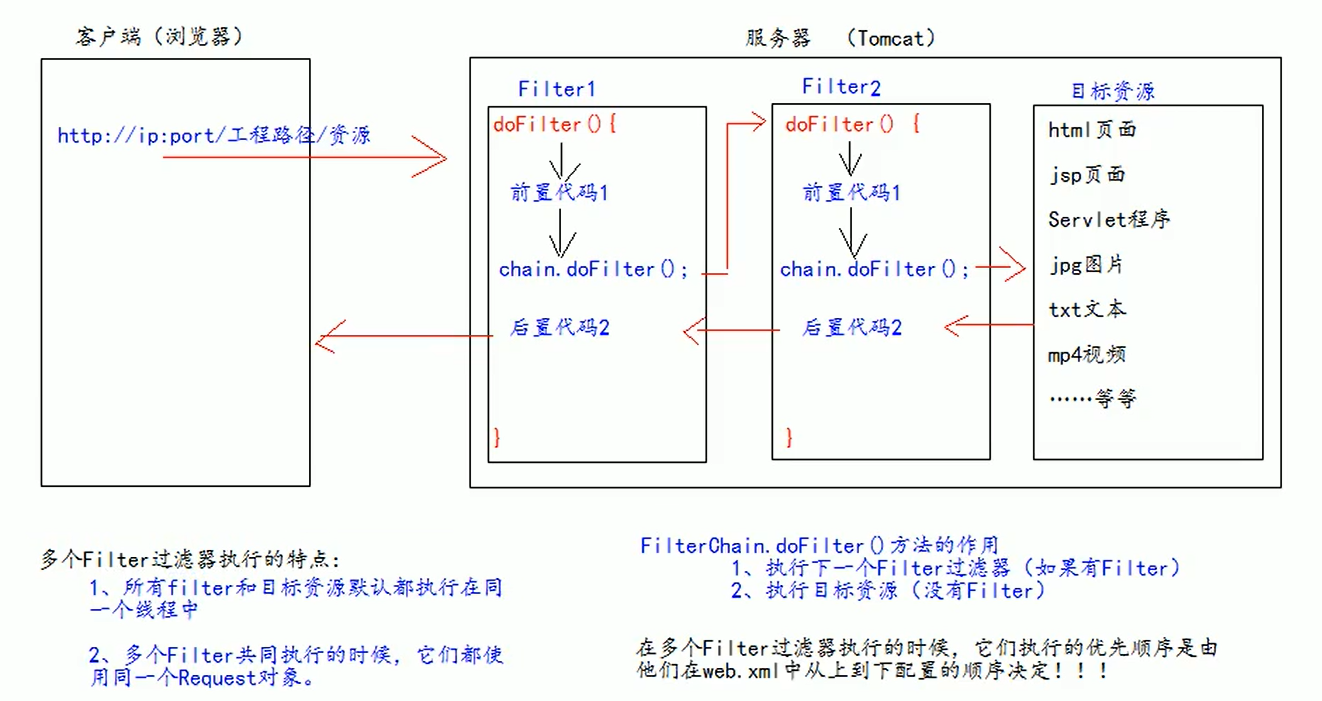 客户端（浏览器）
服务器　（Tomcat）
http://ip:port/工程路径/资源
Filter1
doFilter(){
前置代码1
chain.doFilter();
后置代码2
}
Filter2
doFilter() {
前置代码1
chain.doFilter();
后置代码2
}
目标资源
html页面
jsp页面
Servlet程序
jpg图片
txt文本
mp4视频
……等等
多个Filter过滤器执行的特点:
1、所有filter和目标资源默认都执行在同
一个线程中
2、多个Filter共同执行的时候，它们都使
用同一个Request对象。
FilterChain.doFilter()方法的作用
1、执行下一个Filter过滤器（如果有Filter）
2、执行目标资源（没有Filter）
在多个Filter过滤器执行的时候，它们执行的优先顺序是由
他们在web.xml中从上到下配置的顺序决定！！！